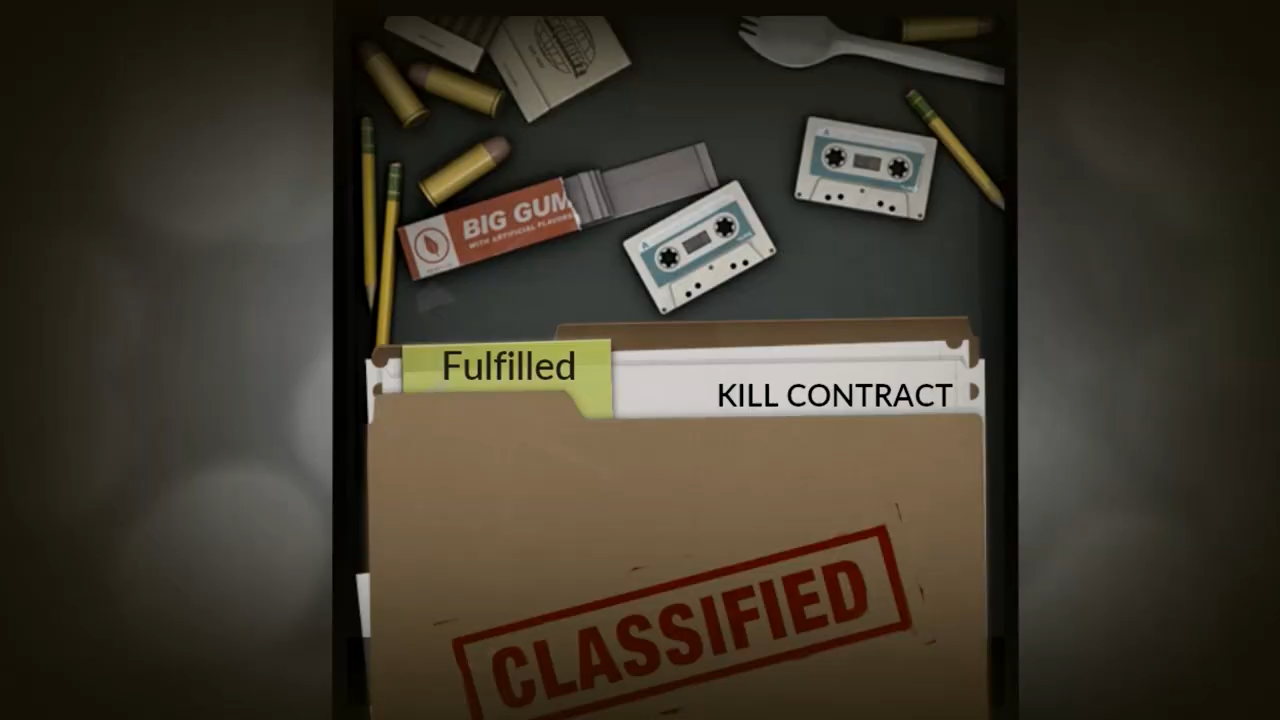 BIG GUM
WITH ARTIFICIAL FLAVORS
Fulfilled
KILL CONTRACT
CLASSIFIED